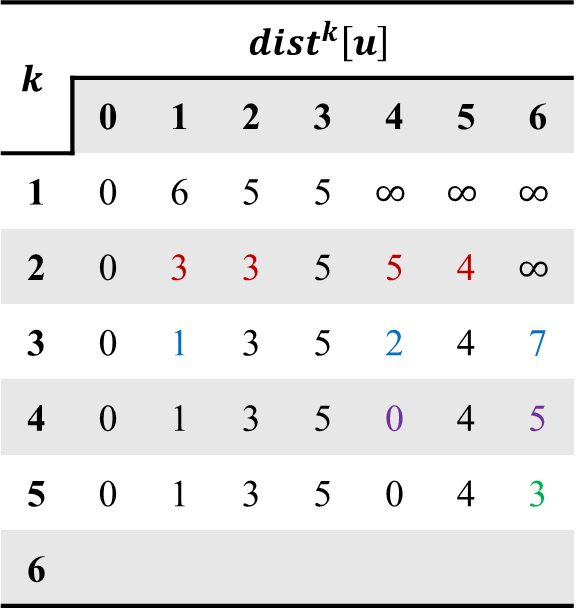 dist^k[u]
k
0 1 2 3 4 5 6
1 0 6 5 5 ∞ ∞ ∞
2 0 3 3 5 5 4 ∞
3 0 1 3 5 2 4 7
4 0 1 3 5 0 4 5
5 0 1 3 5 0 4 3
6